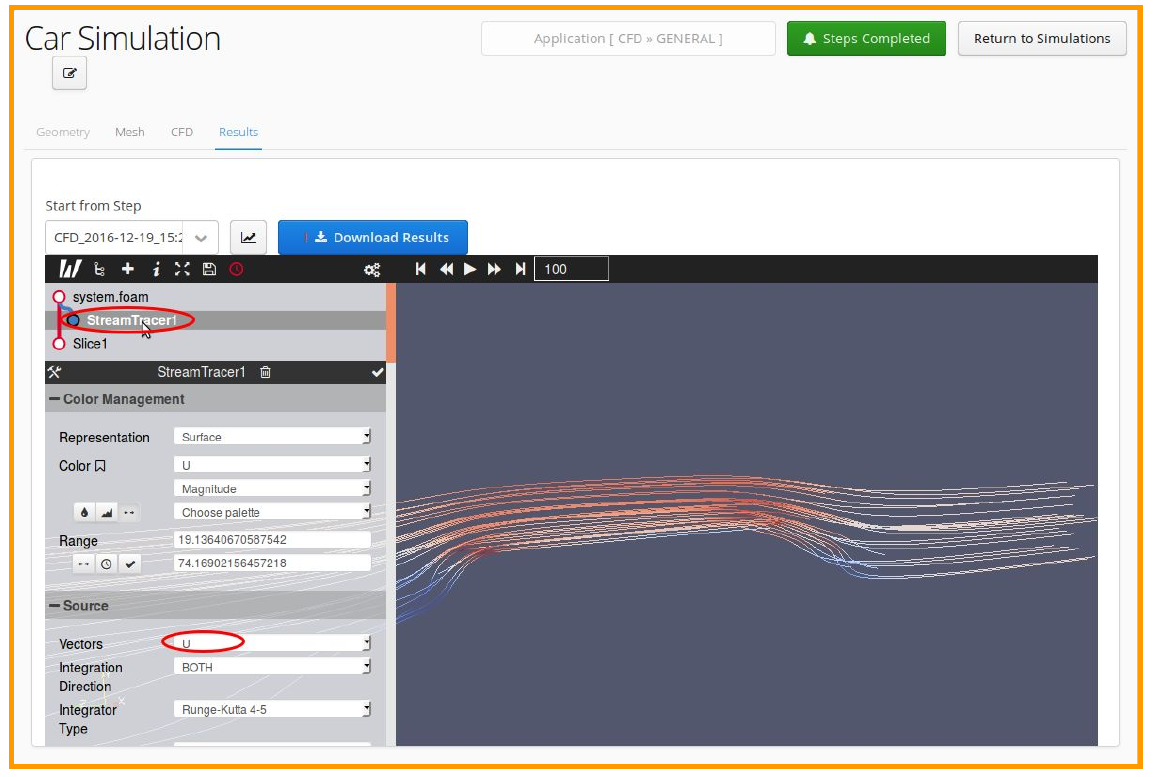 Car Simulation
Application [ CFD » GENERAL ]
Steps Completed
Return to Simulations
Geometry
Mesh
CFD
Results
Start from Step
CFD_2016-12-19_15:2
Download Results
100
system.foam
StreamTracer1
Slice1
StreamTracer1
Color Management
Representation
Surface
Color
U
Magnitude
Choose palette
Range
19.13640670587542
74.16902156457218
Source
Vectors
U
Integration
Direction
BOTH
Integrator
Type
Runge-Kutta 4-5